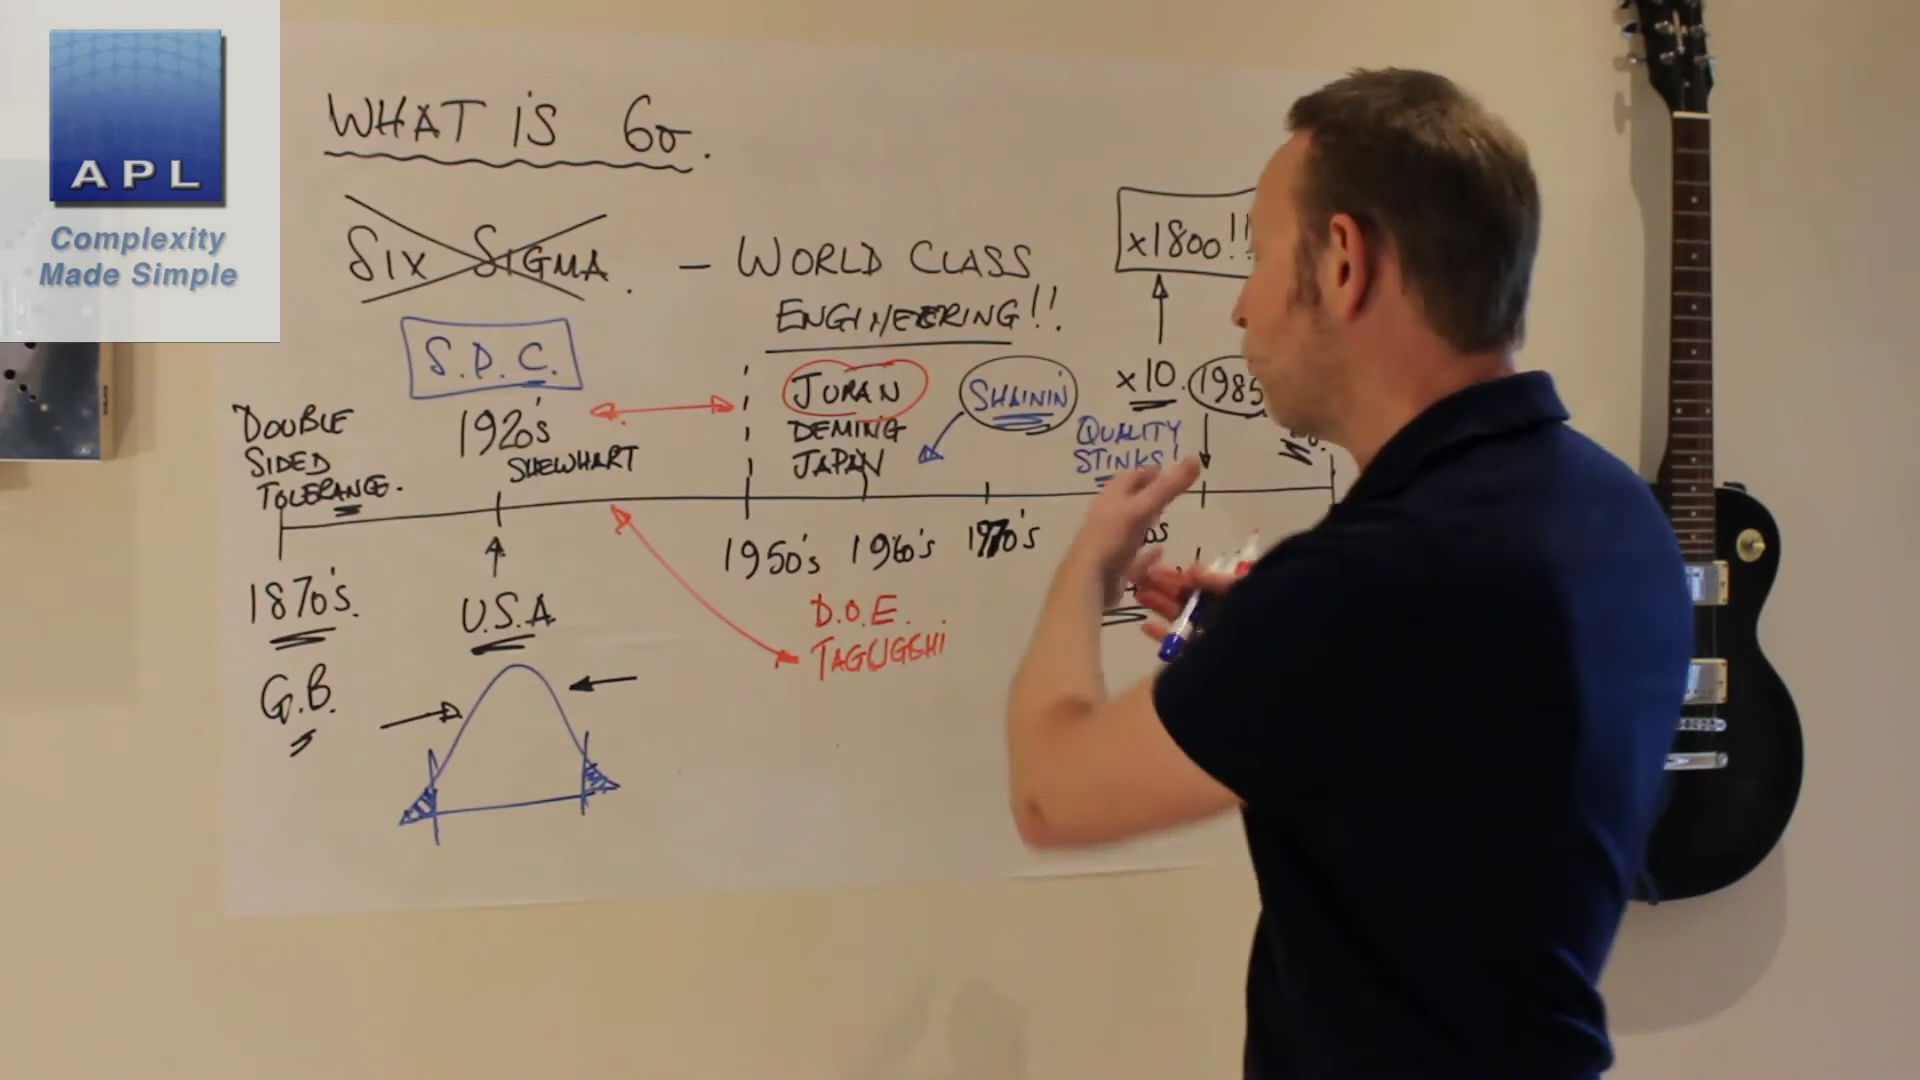 APL
Complexity
Made Simple
WHAT IS 6σ.
SIX SIGMA. – WORLD CLASS
ENGINEERING!!
x1800!!
S.P.C.
1920's
SHEWHART
DOUBLE
SIDED
TOLERANCE.
JURAN
DEMING
JAPAN
SHAININ
x10.
1985
QUALITY
STINKS!
1950's 1960's 1970's
1870's.
G.B.
U.S.A
D.O.E.
TAGUGCHI